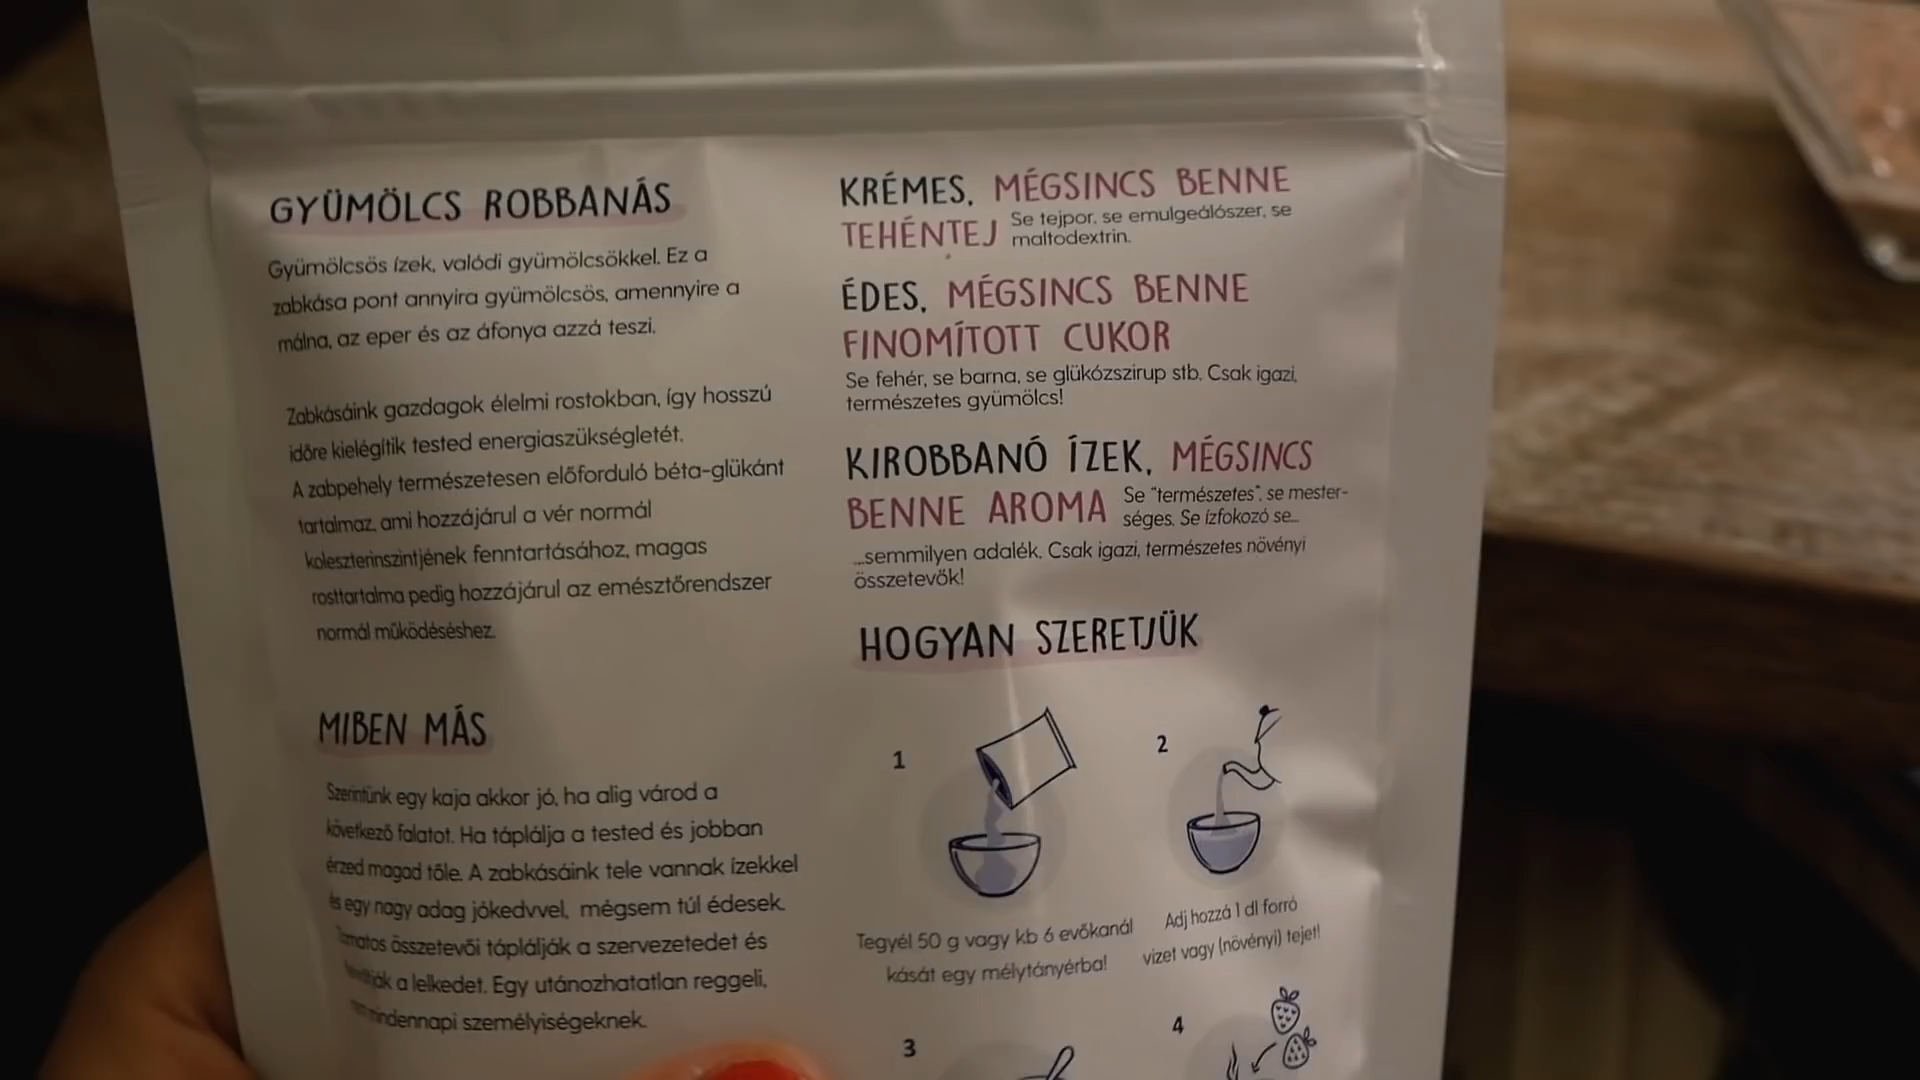 GYÜMÖLCS ROBBANÁS
Gyümölcsös ízek, valódi gyümölcsökkel. Ez a
zabkása pont annyira gyümölcsös, amennyire a
málna, az eper és az áfonya azzá teszi.
Zabkásáink gazdagok élelmi rostokban, így hosszú
időre kielégítik tested energiaszükségletét.
A zabpehely természetesen előforduló béta-glükánt
tartalmaz, ami hozzájárul a vér normál
koleszterinszintjének fenntartásához, magas
rosttartalma pedig hozzájárul az emésztőrendszer
normál működéséshez.
MIBEN MÁS
Szerintünk egy kaja akkor jó, ha alig várod a
következő falatot. Ha táplálja a tested és jobban
érzed magad tőle. A zabkásáink tele vannak ízekkel
és egy nagy adag jókedvvel, mégsem túl édesek.
összetevői táplálják a szervezetedet és
a lelkedet. Egy utánozhatatlan reggeli,
mindennapi személyiségeknek.
KRÉMES, MÉGSINCS BENNE
TEHÉNTEJ Se tejpor, se emulgeálószer, se
maltodextrin.
ÉDES, MÉGSINCS BENNE
FINOMÍTOTT CUKOR
Se fehér, se barna, se glükózszirup stb. Csak igazi,
természetes gyümölcs!
KIROBBANÓ ÍZEK, MÉGSINCS
BENNE AROMA Se "természetes", se mester-
séges. Se ízfokozó se...
...semmilyen adalék. Csak igazi, természetes növényi
összetevők!
HOGYAN SZERETJÜK
1
Tegyél 50 g vagy kb 6 evőkanál
kását egy mélytányérba!
2
Adj hozzá 1 dl forró
vizet vagy (növényi) tejet!
3
4